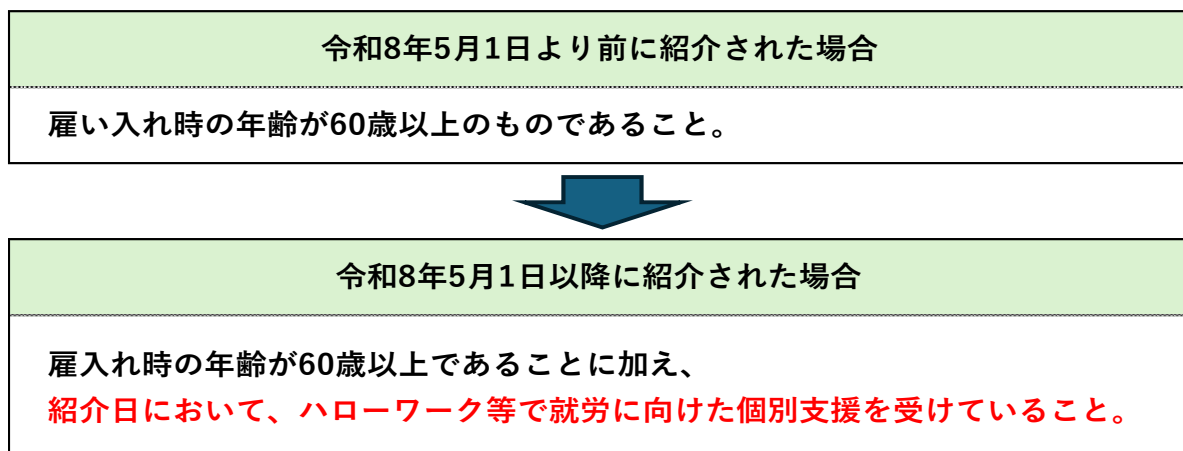 令和8年5月1日より前に紹介された場合
雇い入れ時の年齢が60歳以上のものであること。
令和8年5月1日以降に紹介された場合
雇入れ時の年齢が60歳以上であることに加え、
紹介日において、ハローワーク等で就労に向けた個別支援を受けていること。